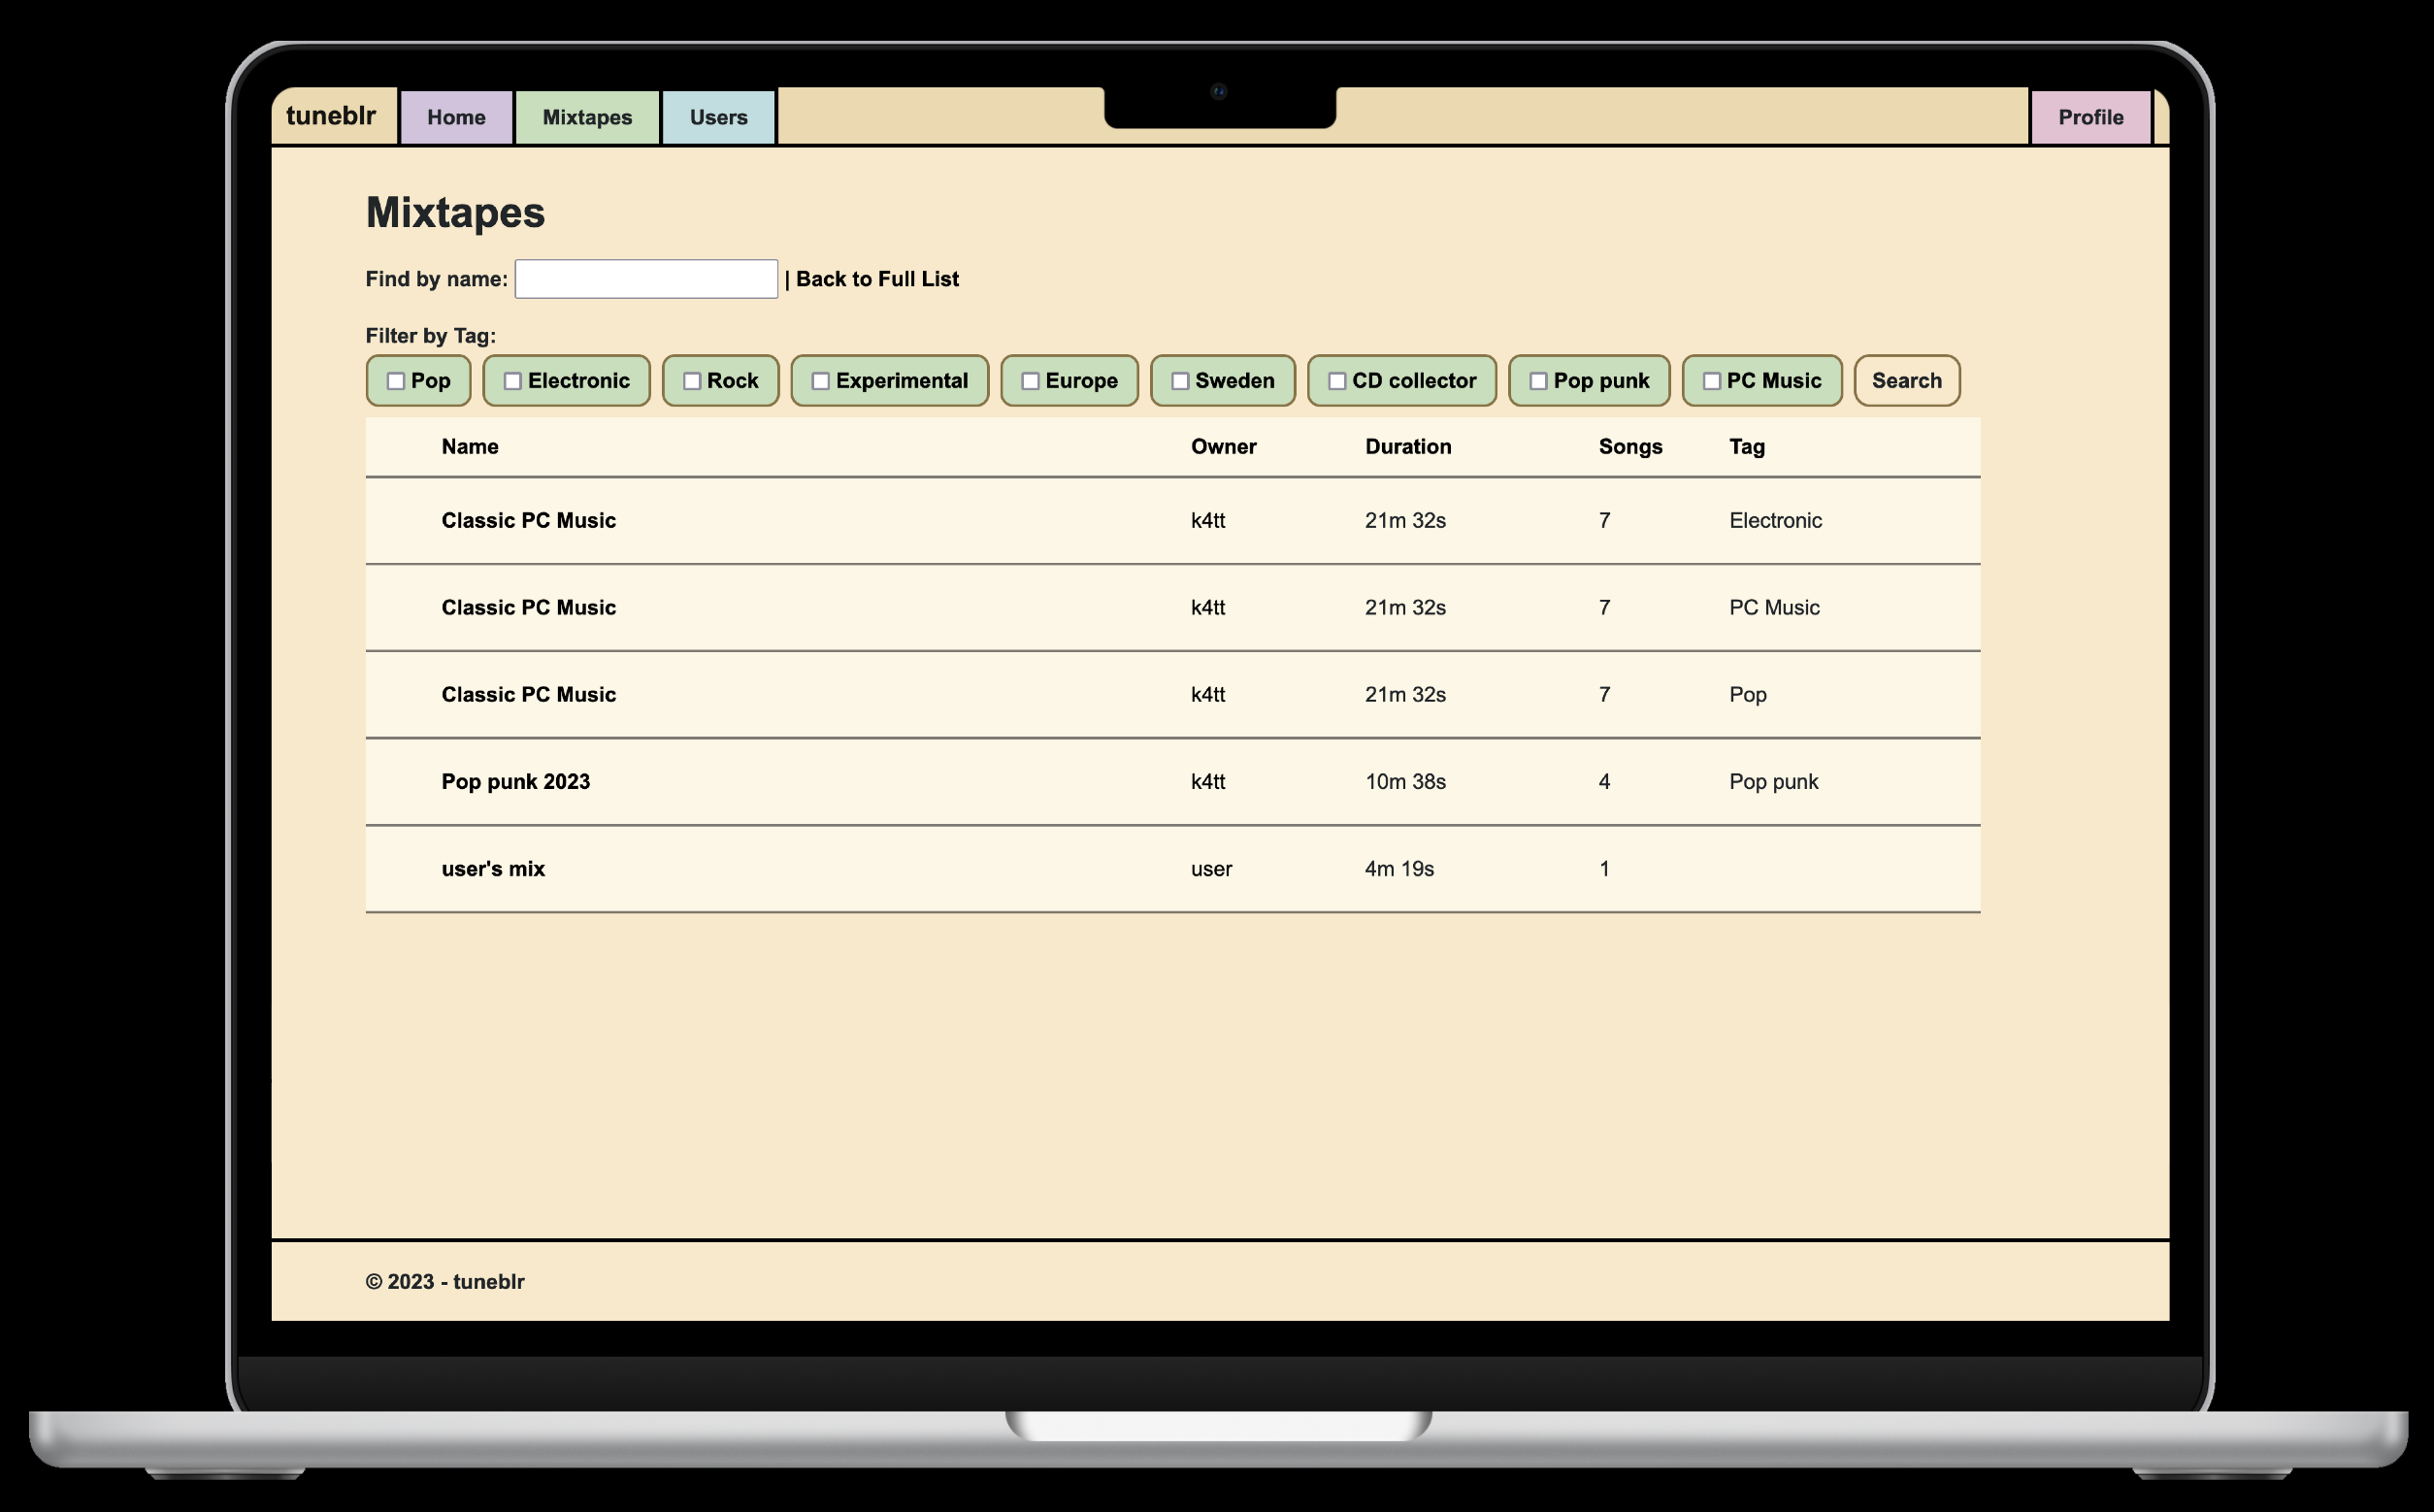 tuneblr Home Mixtapes Users Profile
Mixtapes
Find by name: | Back to Full List
Filter by Tag:
Pop Electronic Rock Experimental Europe Sweden CD collector Pop punk PC Music Search
Name Owner Duration Songs Tag
Classic PC Music k4tt 21m 32s 7 Electronic
Classic PC Music k4tt 21m 32s 7 PC Music
Classic PC Music k4tt 21m 32s 7 Pop
Pop punk 2023 k4tt 10m 38s 4 Pop punk
user's mix user 4m 19s 1
© 2023 - tuneblr